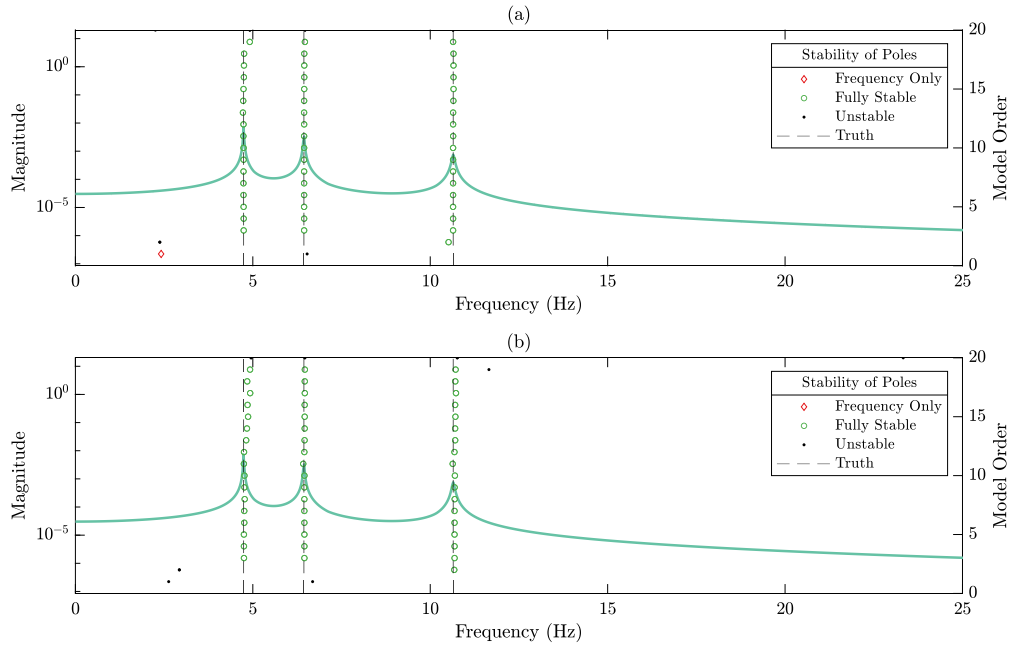 (a)
10^0
10^-5
Magnitude
0
5
10
15
20
25
Frequency (Hz)
20
15
10
5
0
Model Order
Stability of Poles
Frequency Only
Fully Stable
Unstable
Truth
(b)
10^0
10^-5
Magnitude
0
5
10
15
20
25
Frequency (Hz)
20
15
10
5
0
Model Order
Stability of Poles
Frequency Only
Fully Stable
Unstable
Truth